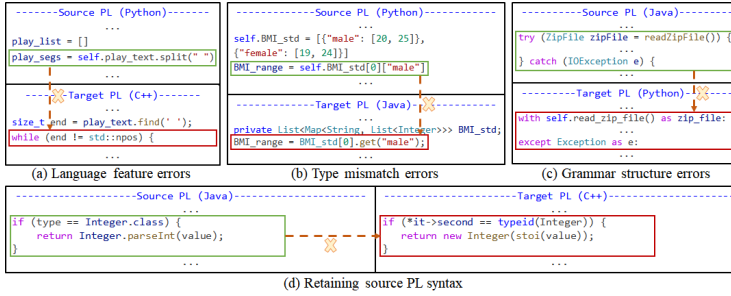 -------Source PL (Python)-------
...
play_list = []
play_segs = self.play_text.split(" ")
...
--------Target PL (C++)--------
...
size_t end = play_text.find(' ');
while (end != std::npos) {
...
(a) Language feature errors
--------Source PL (Python)--------
...
self.BMI_std = [{"male": [20, 25]},
{"female": [19, 24]}]
BMI_range = self.BMI_std[0]["male"]
...
---------Target PL (Java)---------
...
private List<Map<String, List<Integer>>> BMI_std;
BMI_range = BMI_std[0].get("male");
...
(b) Type mismatch errors
-------Source PL (Java)-------
...
try (ZipFile zipFile = readZipFile()) {
...
} catch (IOException e) {
...
------Target PL (Python)------
...
with self.read_zip_file() as zip_file:
...
except Exception as e:
...
(c) Grammar structure errors
----------------Source PL (Java)----------------
...
if (type == Integer.class) {
return Integer.parseInt(value);
}
...
----------------Target PL (C++)----------------
...
if (*it->second == typeid(Integer)) {
return new Integer(stoi(value));
}
...
(d) Retaining source PL syntax